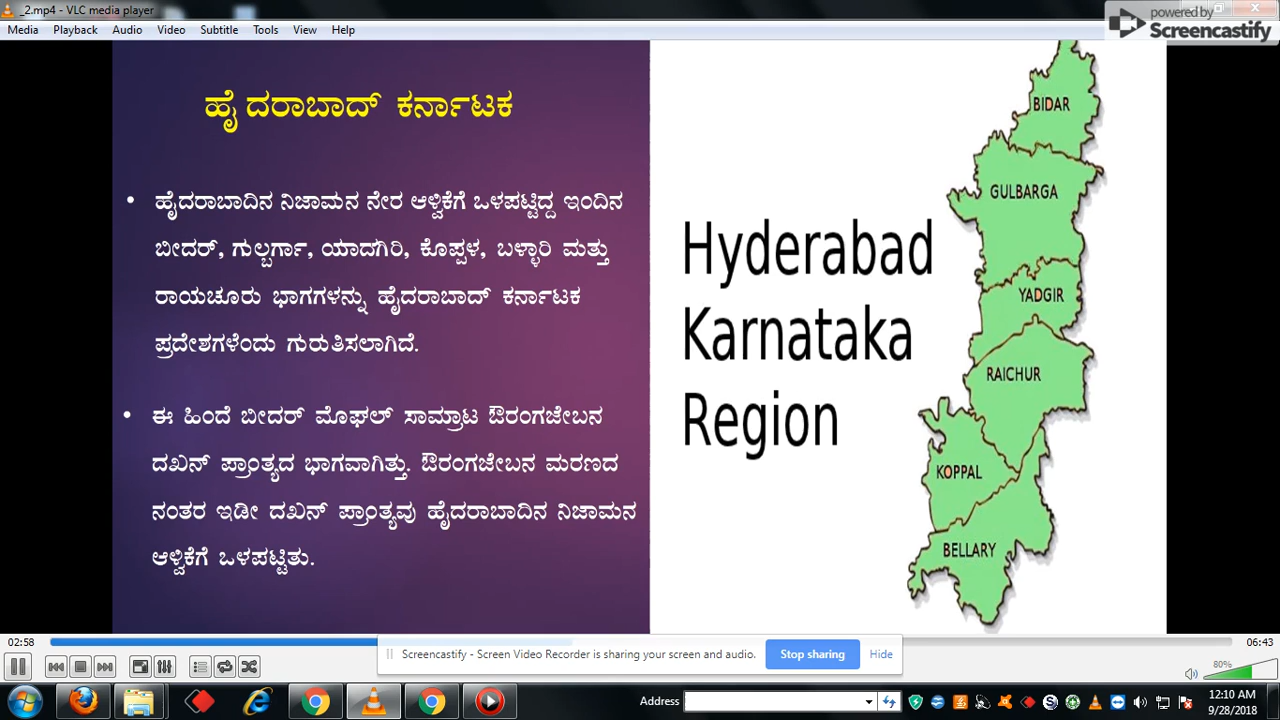 _2.mp4 - VLC media player
powered by
Screencastify
Media Playback Audio Video Subtitle Tools View Help
ಹೈದರಾಬಾದ್ ಕರ್ನಾಟಕ
• ಹೈದರಾಬಾದಿನ ನಿಜಾಮನ ನೇರ ಆಳ್ವಿಕೆಗೆ ಒಳಪಟ್ಟಿದ್ದ ಇಂದಿನ
ಬೀದರ್, ಗುಲ್ಬರ್ಗಾ, ಯಾದಗಿರಿ, ಕೊಪ್ಪಳ, ಬಳ್ಳಾರಿ ಮತ್ತು
ರಾಯಚೂರು ಭಾಗಗಳನ್ನು ಹೈದರಾಬಾದ್ ಕರ್ನಾಟಕ
ಪ್ರದೇಶಗಳೆಂದು ಗುರುತಿಸಲಾಗಿದೆ.
• ಈ ಹಿಂದೆ ಬೀದರ್ ಮೊಘಲ್ ಸಾಮ್ರಾಟ ಔರಂಗಜೇಬನ
ದಖನ್ ಪ್ರಾಂತ್ಯದ ಭಾಗವಾಗಿತ್ತು. ಔರಂಗಜೇಬನ ಮರಣದ
ನಂತರ ಇಡೀ ದಖನ್ ಪ್ರಾಂತ್ಯವು ಹೈದರಾಬಾದಿನ ನಿಜಾಮನ
ಆಳ್ವಿಕೆಗೆ ಒಳಪಟ್ಟಿತು.
Hyderabad
Karnataka
Region
BIDAR
GULBARGA
YADGIR
RAICHUR
KOPPAL
BELLARY
02:58
06:43
Screencastify - Screen Video Recorder is sharing your screen and audio. Stop sharing Hide
80%
Address
12:10 AM
9/28/2018